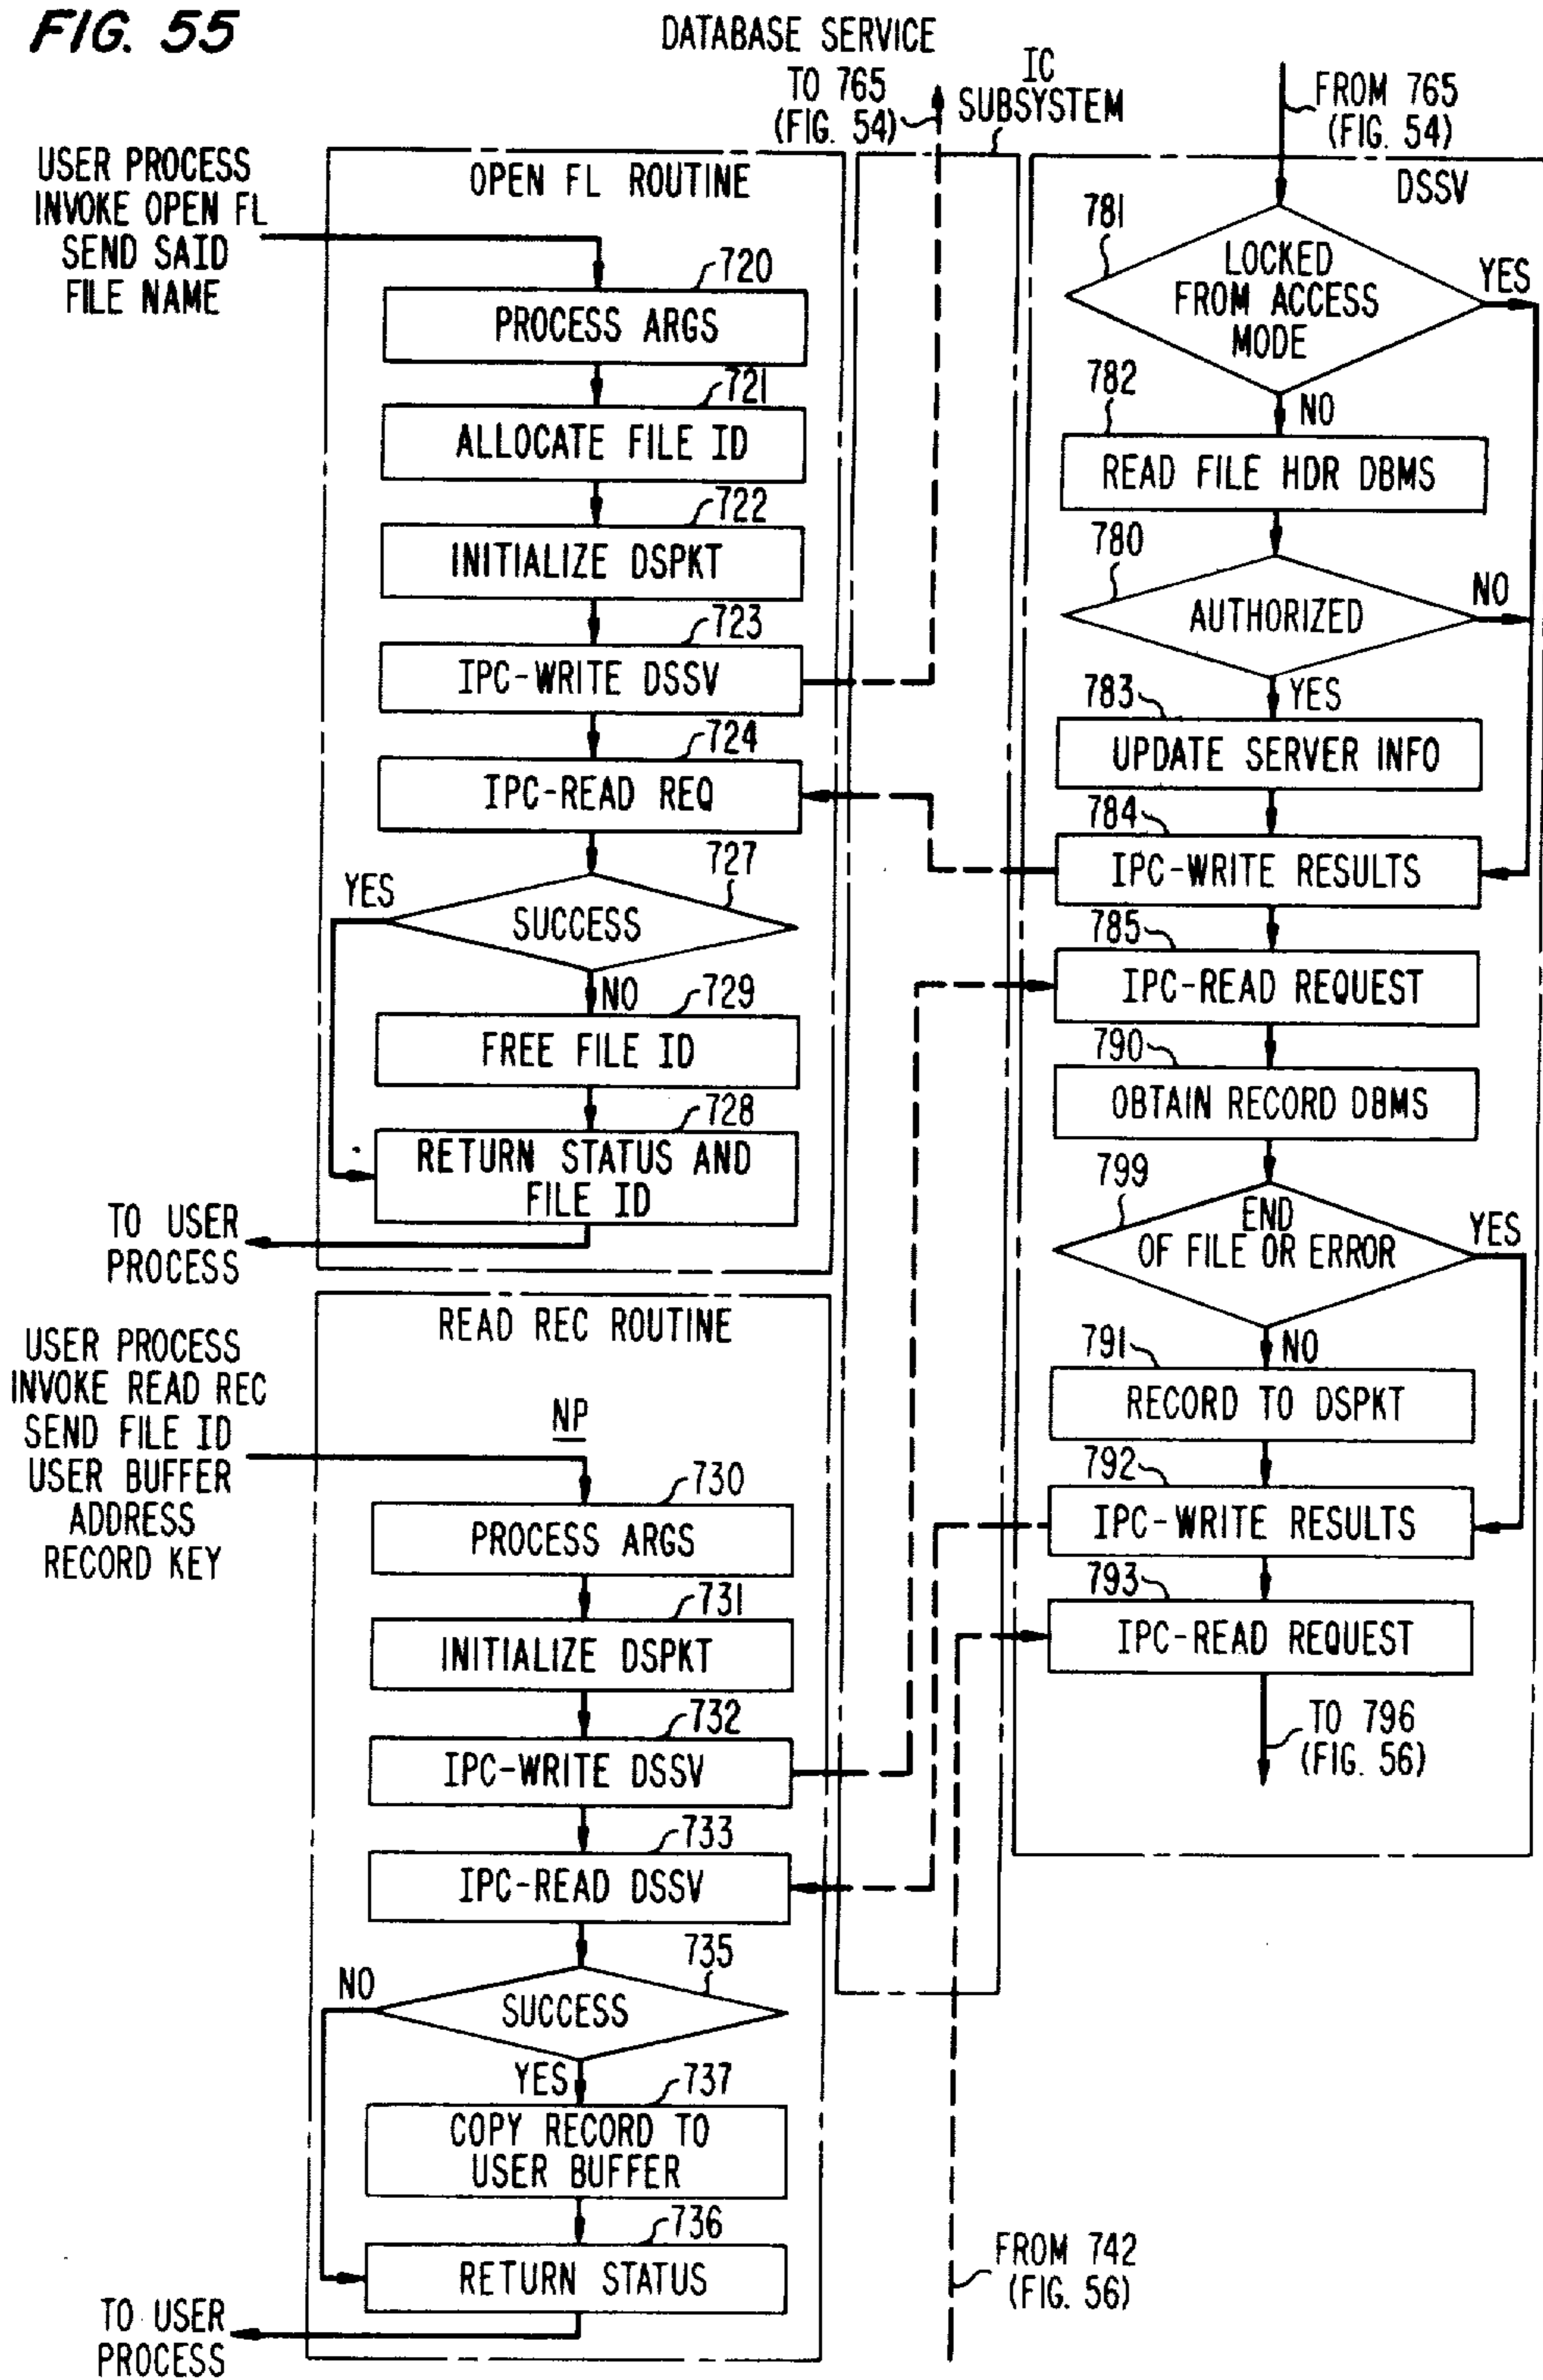 FIG. 55
DATABASE SERVICE
TO 765
(FIG. 54)
IC
SUBSYSTEM
FROM 765
(FIG. 54)
USER PROCESS
INVOKE OPEN FL
SEND SAID
FILE NAME
OPEN FL ROUTINE
720
PROCESS ARGS
721
ALLOCATE FILE ID
722
INITIALIZE DSPKT
723
IPC-WRITE DSSV
724
IPC-READ REQ
727
YES
SUCCESS
NO
729
FREE FILE ID
728
RETURN STATUS AND
FILE ID
TO USER
PROCESS
READ REC ROUTINE
USER PROCESS
INVOKE READ REC
SEND FILE ID
USER BUFFER
ADDRESS
RECORD KEY
NP
730
PROCESS ARGS
731
INITIALIZE DSPKT
732
IPC-WRITE DSSV
733
IPC-READ DSSV
735
NO
SUCCESS
YES
737
COPY RECORD TO
USER BUFFER
736
RETURN STATUS
TO USER
PROCESS
DSSV
781
LOCKED
FROM ACCESS
MODE
YES
782
NO
READ FILE HDR DBMS
780
AUTHORIZED
NO
783
YES
UPDATE SERVER INFO
784
IPC-WRITE RESULTS
785
IPC-READ REQUEST
790
OBTAIN RECORD DBMS
799
END
OF FILE OR ERROR
YES
791
NO
RECORD TO DSPKT
792
IPC-WRITE RESULTS
793
IPC-READ REQUEST
TO 796
(FIG. 56)
FROM 742
(FIG. 56)